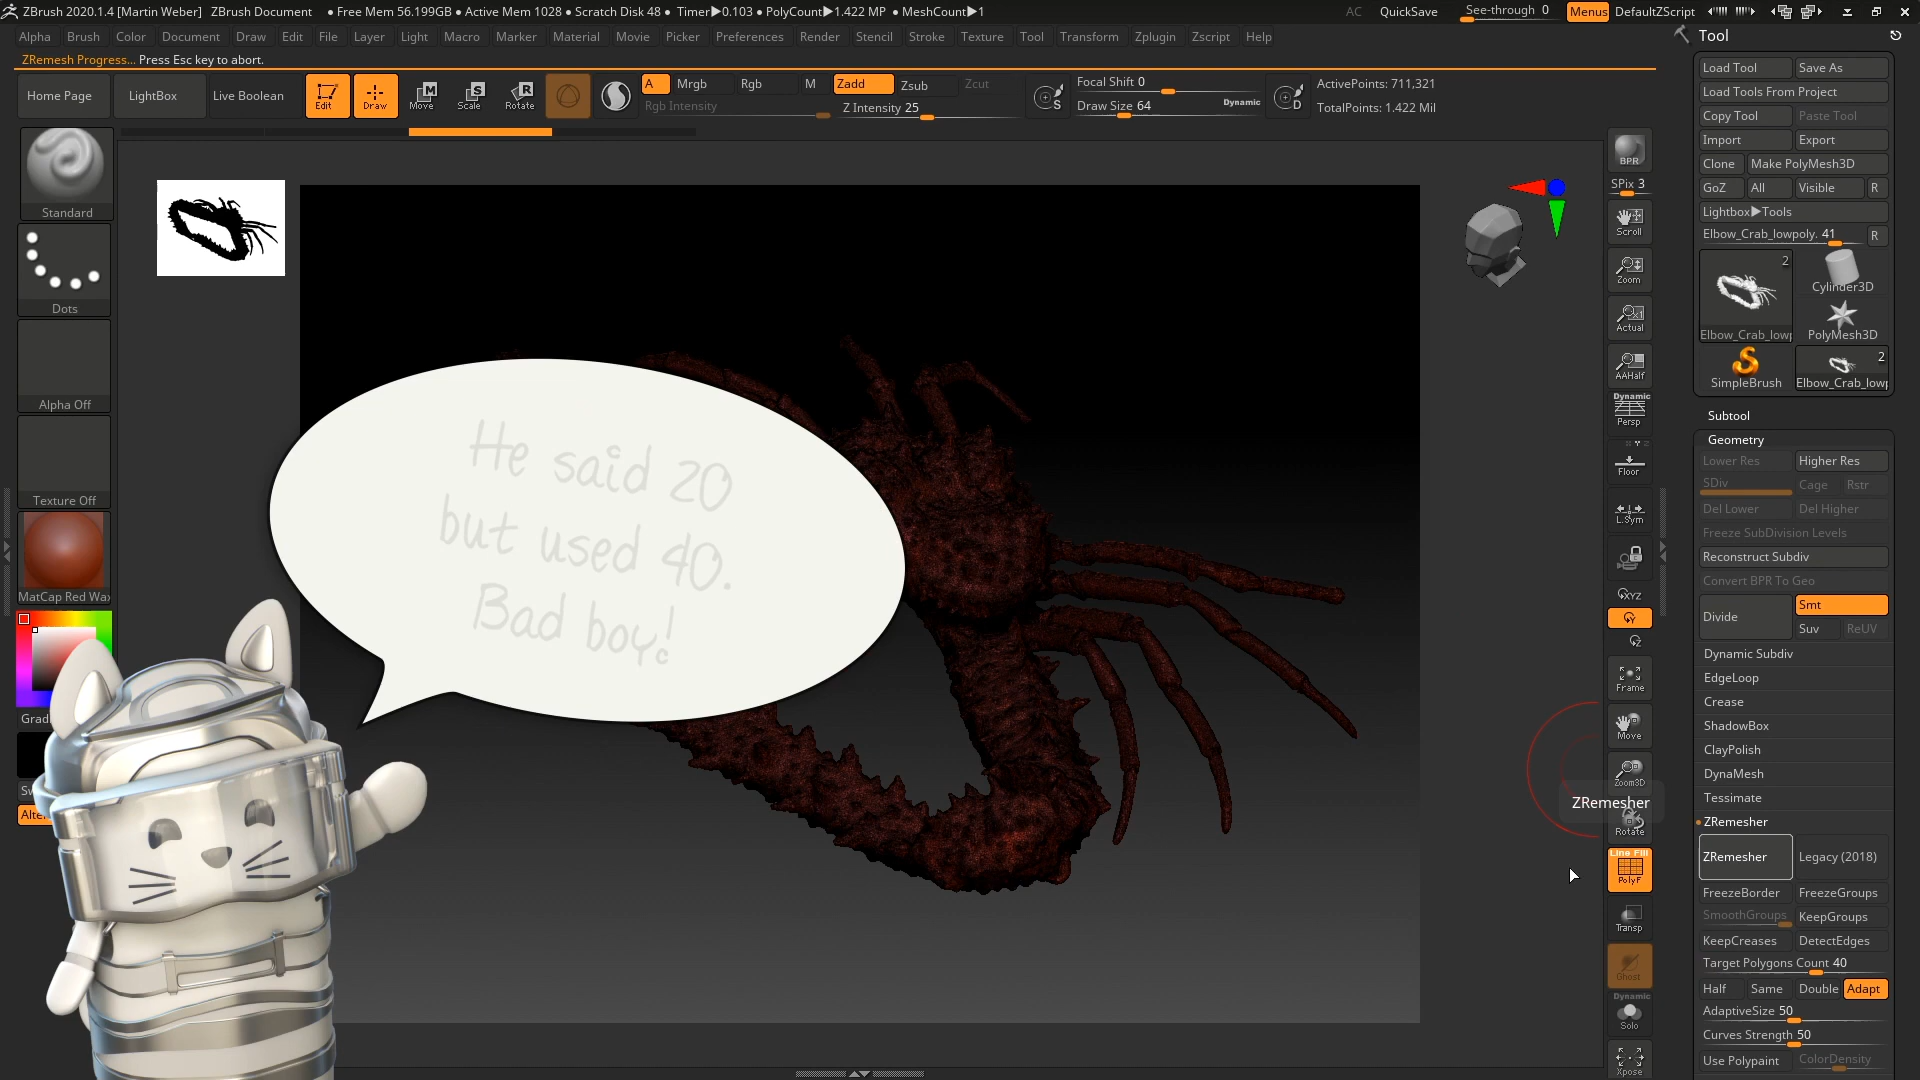 ZBrush 2020.1.4 [Martin Weber] ZBrush Document • Free Mem 56.199GB • Active Mem 1028 • Scratch Disk 48 • Timer▶0.103 • PolyCount▶1.422 MP • MeshCount▶1 AC QuickSave See-through 0 Menus DefaultZScript
Alpha Brush Color Document Draw Edit File Layer Light Macro Marker Material Movie Picker Preferences Render Stencil Stroke Texture Tool Transform Zplugin Zscript Help
ZRemesh Progress... Press Esc key to abort.
Home Page LightBox Live Boolean Edit Draw Move Scale Rotate
A Mrgb Rgb M Zadd Zsub Zcut
Rgb Intensity Z Intensity 25
Focal Shift 0
Draw Size 64 Dynamic
ActivePoints: 711,321
TotalPoints: 1.422 Mil
Standard
Dots
Alpha Off
Texture Off
MatCap Red Wax
He said 20
but used 40.
Bad boy!
BPR
SPix 3
Scroll
Zoom
Actual
AAHalf
Dynamic
Persp
Floor
L.Sym
XYZ
Y
Z
Frame
Move
Zoom3D
ZRemesher
Rotate
Line Fill
PolyF
Transp
Ghost
Dynamic
Solo
Xpose
Tool
Load Tool Save As
Load Tools From Project
Copy Tool Paste Tool
Import Export
Clone Make PolyMesh3D
GoZ All Visible R
Lightbox▶Tools
Elbow_Crab_lowpoly. 41 R
2
Cylinder3D
Elbow_Crab_lowp PolyMesh3D
2
SimpleBrush Elbow_Crab_lowp
Subtool
Geometry
Lower Res Higher Res
SDiv Cage Rstr
Del Lower Del Higher
Freeze SubDivision Levels
Reconstruct Subdiv
Convert BPR To Geo
Divide Smt
Suv ReUV
Dynamic Subdiv
EdgeLoop
Crease
ShadowBox
ClayPolish
DynaMesh
Tessimate
ZRemesher
ZRemesher Legacy (2018)
FreezeBorder FreezeGroups
SmoothGroups KeepGroups
KeepCreases DetectEdges
Target Polygons Count 40
Half Same Double Adapt
AdaptiveSize 50
Curves Strength 50
Use Polypaint ColorDensity